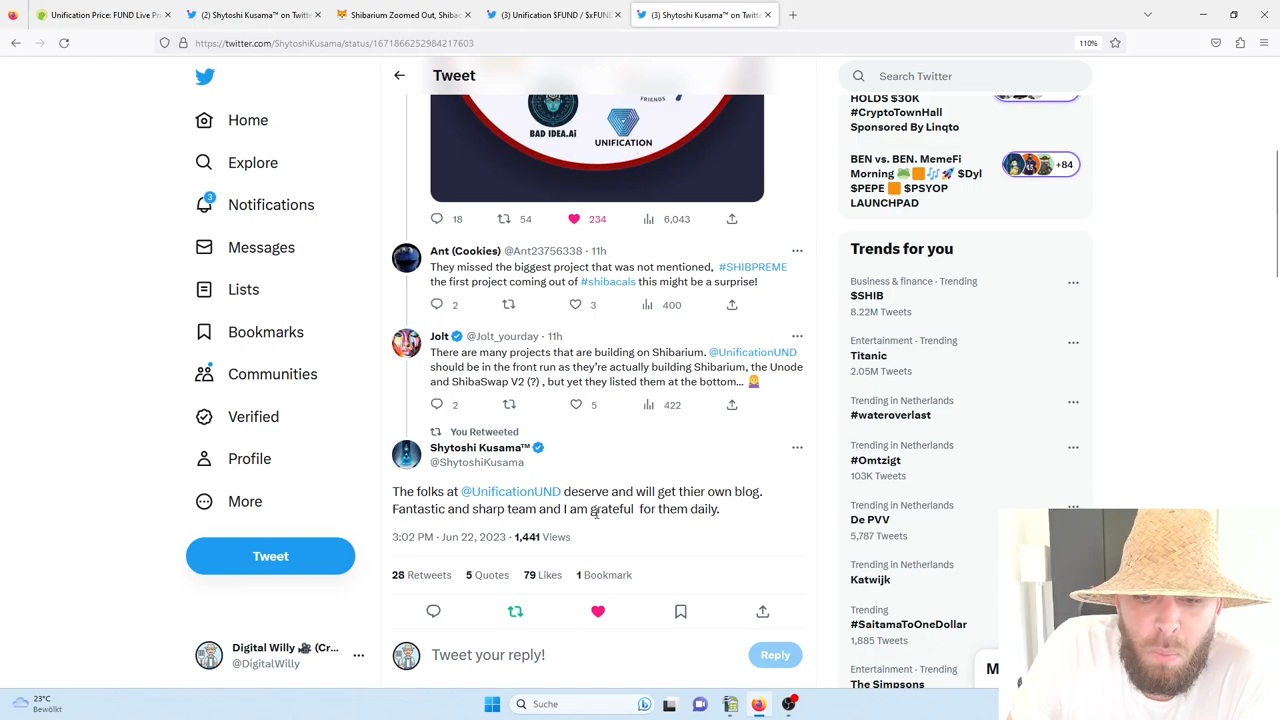 Unification Price: FUND Live Pri
(2) Shytoshi Kusama™ on Twitte
Shibarium Zoomed Out, Shibac
(3) Unification $FUND / $xFUND
(3) Shytoshi Kusama™ on Twitte
https://twitter.com/ShytoshiKusama/status/1671866252984217603
110%
Home
Explore
3
Notifications
Messages
Lists
Bookmarks
Communities
Verified
Profile
More
Tweet
Digital Willy (Cr...
@DigitalWilly
Tweet
FRIENDS
BAD IDEA.Ai
UNIFICATION
18 54 234 6,043
Ant (Cookies) @Ant23756338 · 11h
They missed the biggest project that was not mentioned, #SHIBPREME
the first project coming out of #shibacals this might be a surprise!
2 3 400
Jolt @Jolt_yourday · 11h
There are many projects that are building on Shibarium. @UnificationUND
should be in the front run as they're actually building Shibarium, the Unode
and ShibaSwap V2 (?) , but yet they listed them at the bottom...
2 5 422
You Retweeted
Shytoshi Kusama™
@ShytoshiKusama
The folks at @UnificationUND deserve and will get thier own blog.
Fantastic and sharp team and I am grateful for them daily.
3:02 PM · Jun 22, 2023 · 1,441 Views
28 Retweets 5 Quotes 79 Likes 1 Bookmark
Tweet your reply!
Reply
Search Twitter
HOLDS $30K
#CryptoTownHall
Sponsored By Linqto
BEN vs. BEN. MemeFi
Morning $Dyl
$PEPE $PSYOP
LAUNCHPAD
+84
Trends for you
Business & finance · Trending
$SHIB
8.22M Tweets
Entertainment · Trending
Titanic
2.05M Tweets
Trending in Netherlands
#wateroverlast
Trending in Netherlands
#Omtzigt
103K Tweets
Trending in Netherlands
De PVV
5,787 Tweets
Trending in Netherlands
Katwijk
Trending
#SaitamaToOneDollar
1,885 Tweets
Entertainment · Trending
The Simpsons
M
23°C
Bewölkt
Suche